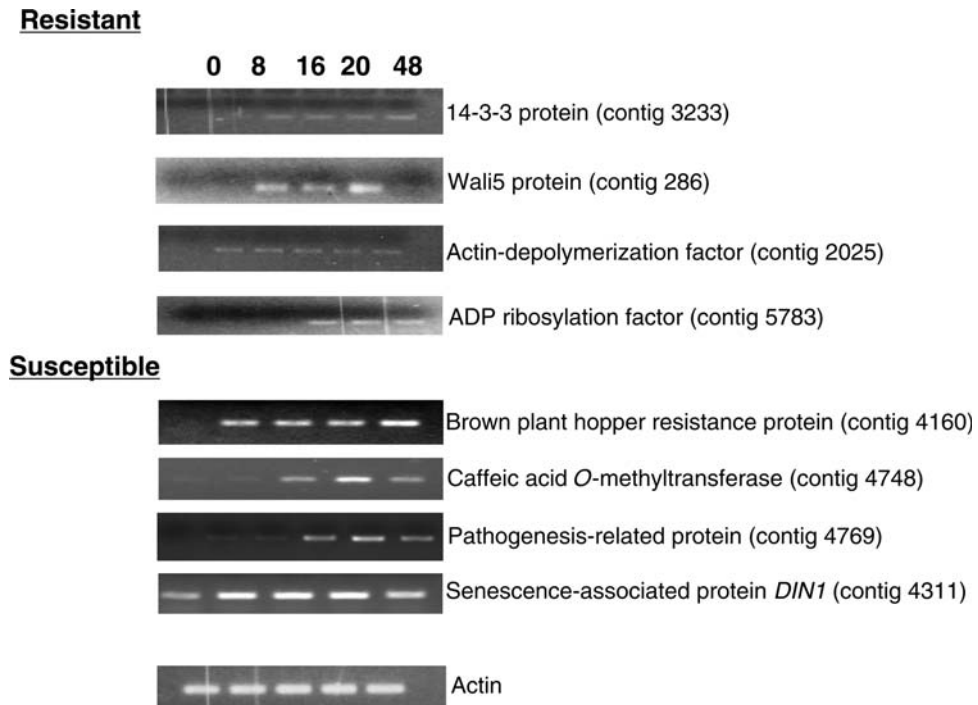 Resistant
0 8 16 20 48
14-3-3 protein (contig 3233)
Wali5 protein (contig 286)
Actin-depolymerization factor (contig 2025)
ADP ribosylation factor (contig 5783)
Susceptible
Brown plant hopper resistance protein (contig 4160)
Caffeic acid O-methyltransferase (contig 4748)
Pathogenesis-related protein (contig 4769)
Senescence-associated protein DIN1 (contig 4311)
Actin